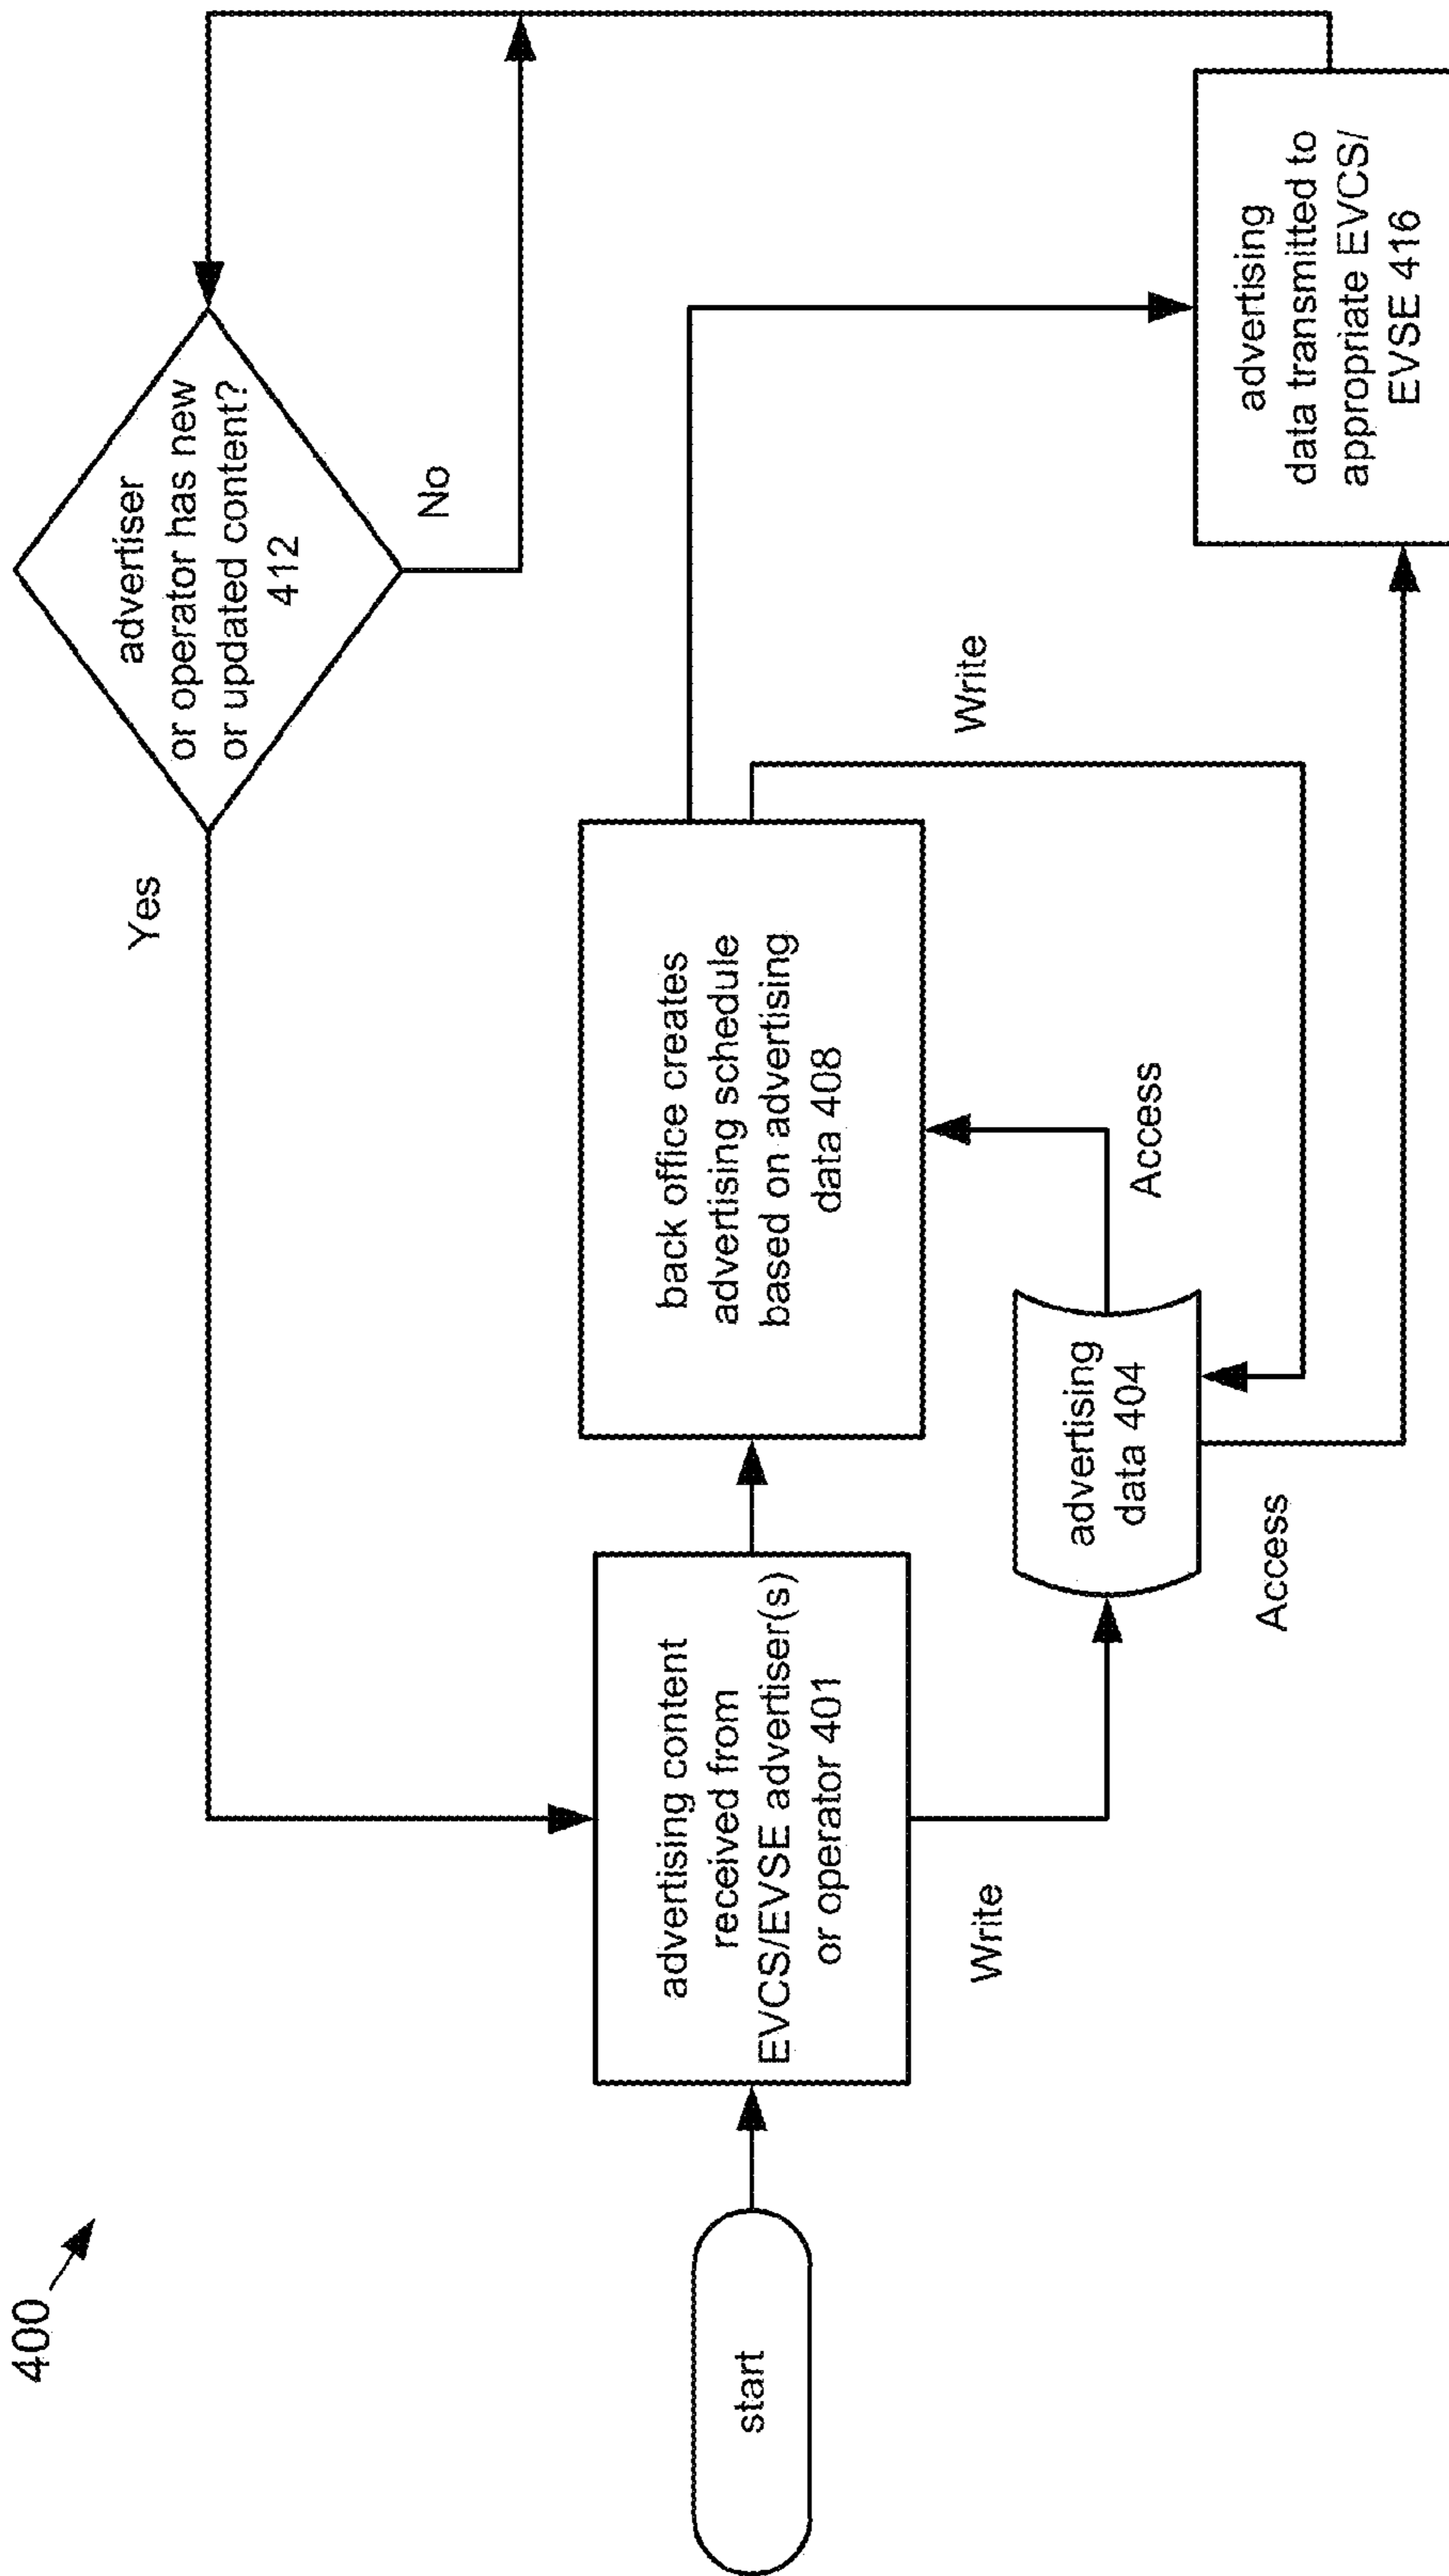 400
start
advertising content
received from
EVCS/EVSE advertiser(s)
or operator 401
Write
advertising
data 404
Access
Access
back office creates
advertising schedule
based on advertising
data 408
Write
Yes
advertiser
or operator has new
or updated content?
412
No
advertising
data transmitted to
appropriate EVCS/
EVSE 416